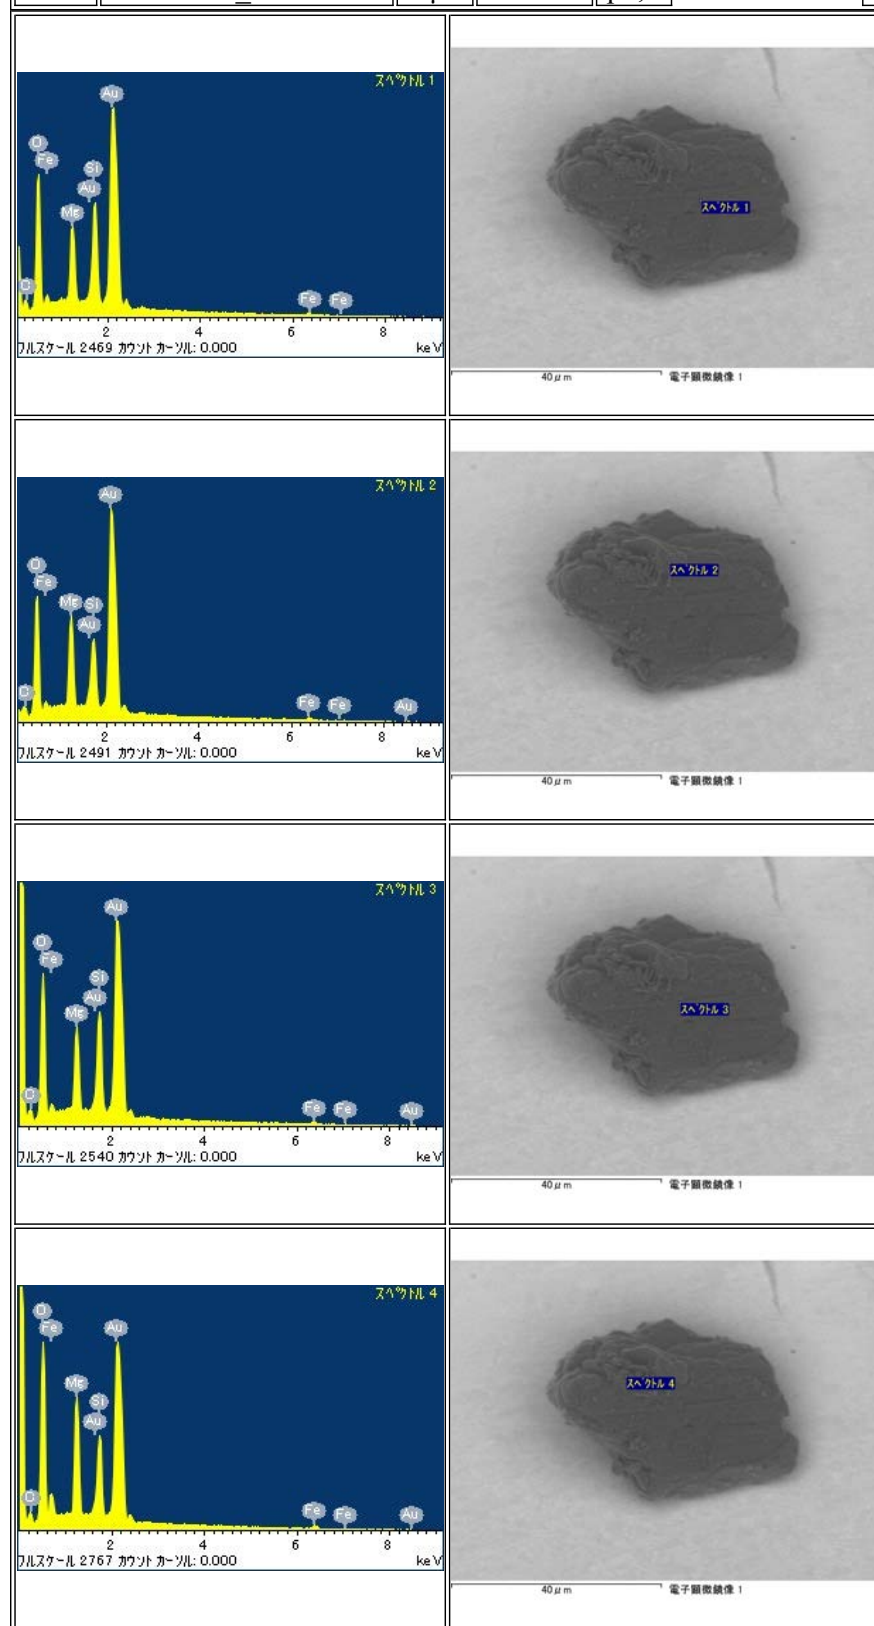 スペクトル 1
Au
O
Fe
Si
Au
Mg
C
Fe Fe
2 4 6 8
フルスケール 2469 カウント カーソル: 0.000 keV
スペクトル 1
40μm 電子顕微鏡像 1
スペクトル 2
Au
O
Fe
Mg Si
Au
C
Fe Fe Au
2 4 6 8
フルスケール 2491 カウント カーソル: 0.000 keV
スペクトル 2
40μm 電子顕微鏡像 1
スペクトル 3
Au
O
Fe
Si
Au
Mg
C
Fe Fe Au
2 4 6 8
フルスケール 2540 カウント カーソル: 0.000 keV
スペクトル 3
40μm 電子顕微鏡像 1
スペクトル 4
O
Fe Au
Mg
Si
Au
C
Fe Fe Au
2 4 6 8
フルスケール 2767 カウント カーソル: 0.000 keV
スペクトル 4
40μm 電子顕微鏡像 1